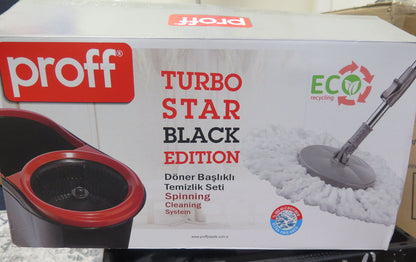 proff
proff®
TURBO
STAR
BLACK
EDITION
Döner Başlıklı
Temizlik Seti
Spinning
Cleaning
System
ECO
recycling